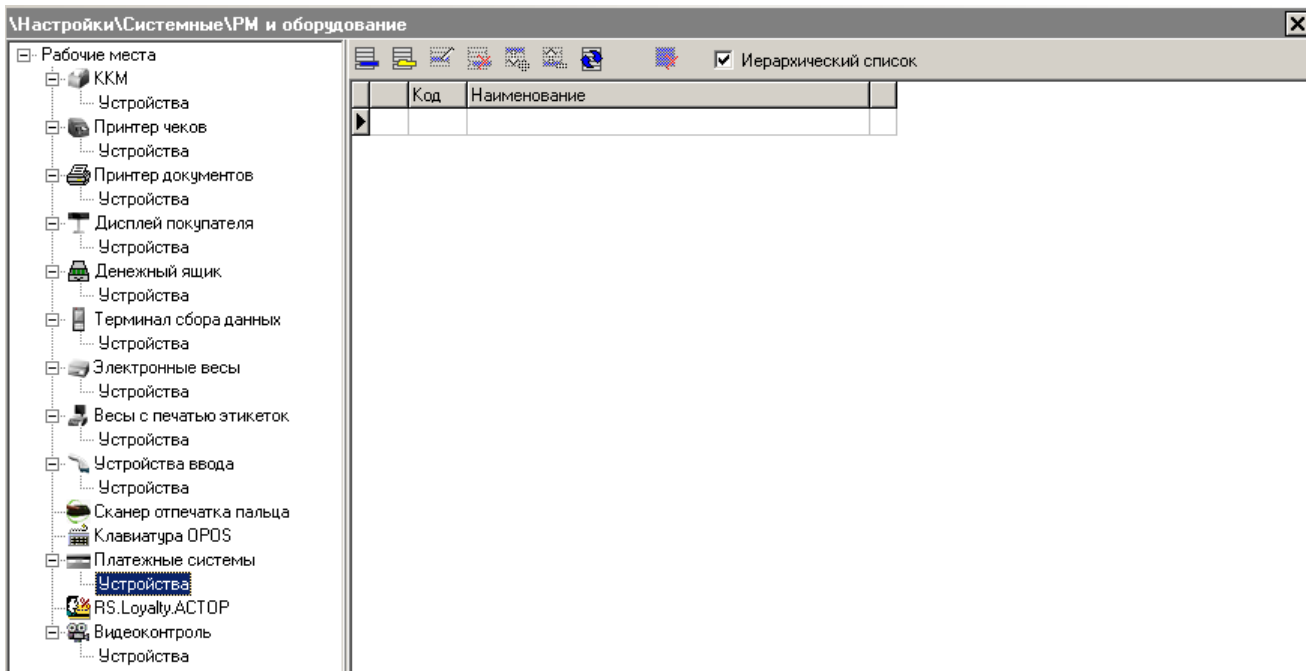 \Настройки\Системные\РМ и оборудование
Рабочие места
ККМ
Устройства
Принтер чеков
Устройства
Принтер документов
Устройства
Дисплей покупателя
Устройства
Денежный ящик
Устройства
Терминал сбора данных
Устройства
Электронные весы
Устройства
Весы с печатью этикеток
Устройства
Устройства ввода
Устройства
Сканер отпечатка пальца
Клавиатура OPOS
Платежные системы
Устройства
RS.Loyalty.АСТОР
Видеоконтроль
Устройства
Иерархический список
Код Наименование